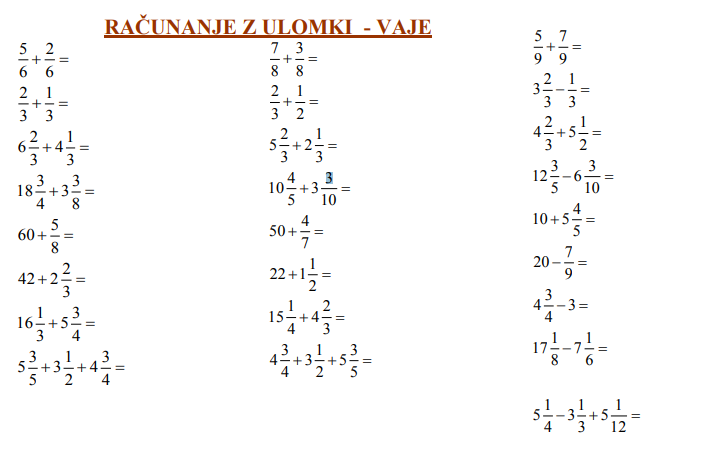 RAČUNANJE Z ULOMKI - VAJE
5/6 + 2/6 =
2/3 + 1/3 =
6 2/3 + 4 1/3 =
18 3/4 + 3 3/8 =
60 + 5/8 =
42 + 2 2/3 =
16 1/3 + 5 3/4 =
5 3/5 + 3 1/2 + 4 3/4 =
7/8 + 3/8 =
2/3 + 1/2 =
5 2/3 + 2 1/3 =
10 4/5 + 3 3/10 =
50 + 4/7 =
22 + 1 1/2 =
15 1/4 + 4 2/3 =
4 3/4 + 3 1/2 + 5 3/5 =
5/9 + 7/9 =
3 2/3 − 1/3 =
4 2/3 + 5 1/2 =
12 3/5 − 6 3/10 =
10 + 5 4/5 =
20 − 7/9 =
4 3/4 − 3 =
17 1/8 − 7 1/6 =
5 1/4 − 3 1/3 + 5 1/12 =